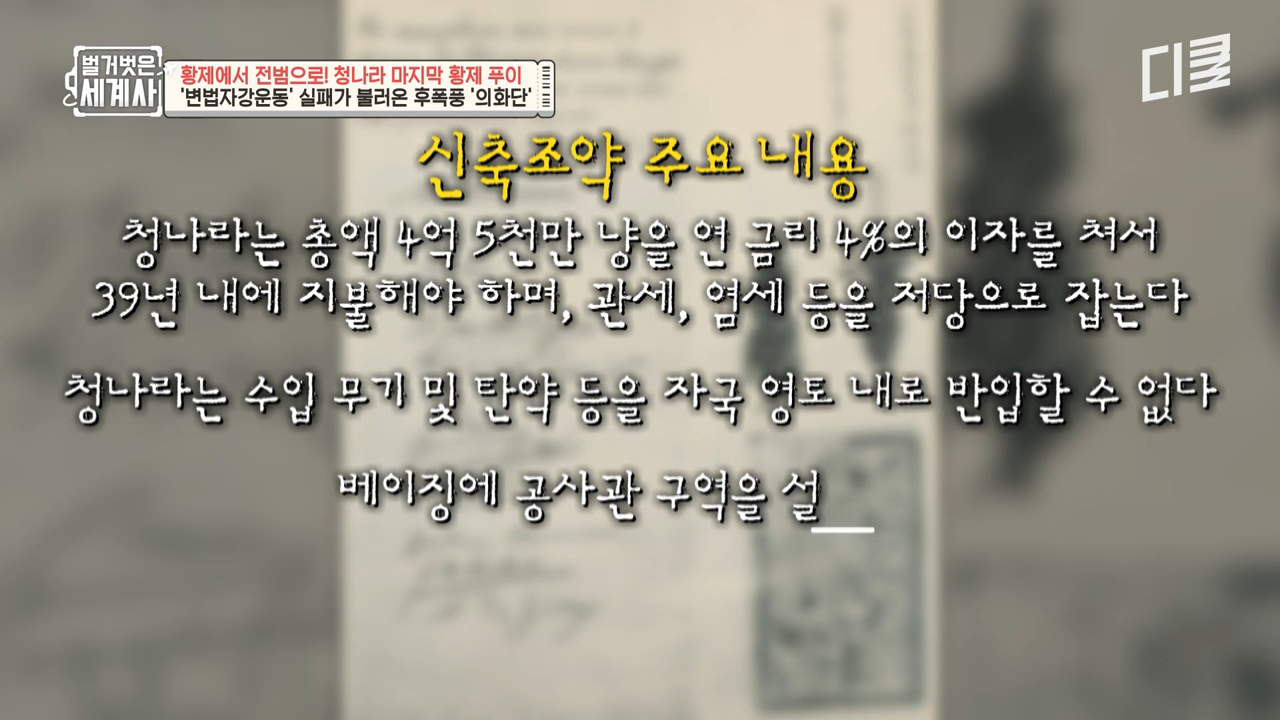 벌거벗은
세계사
황제에서 전범으로! 청나라 마지막 황제 푸이
'변법자강운동' 실패가 불러온 후폭풍 '의화단'
디글
신축조약 주요 내용
청나라는 총액 4억 5천만 냥을 연 금리 4%의 이자를 쳐서
39년 내에 지불해야 하며, 관세, 염세 등을 저당으로 잡는다
청나라는 수입 무기 및 탄약 등을 자국 영토 내로 반입할 수 없다
베이징에 공사관 구역을 설